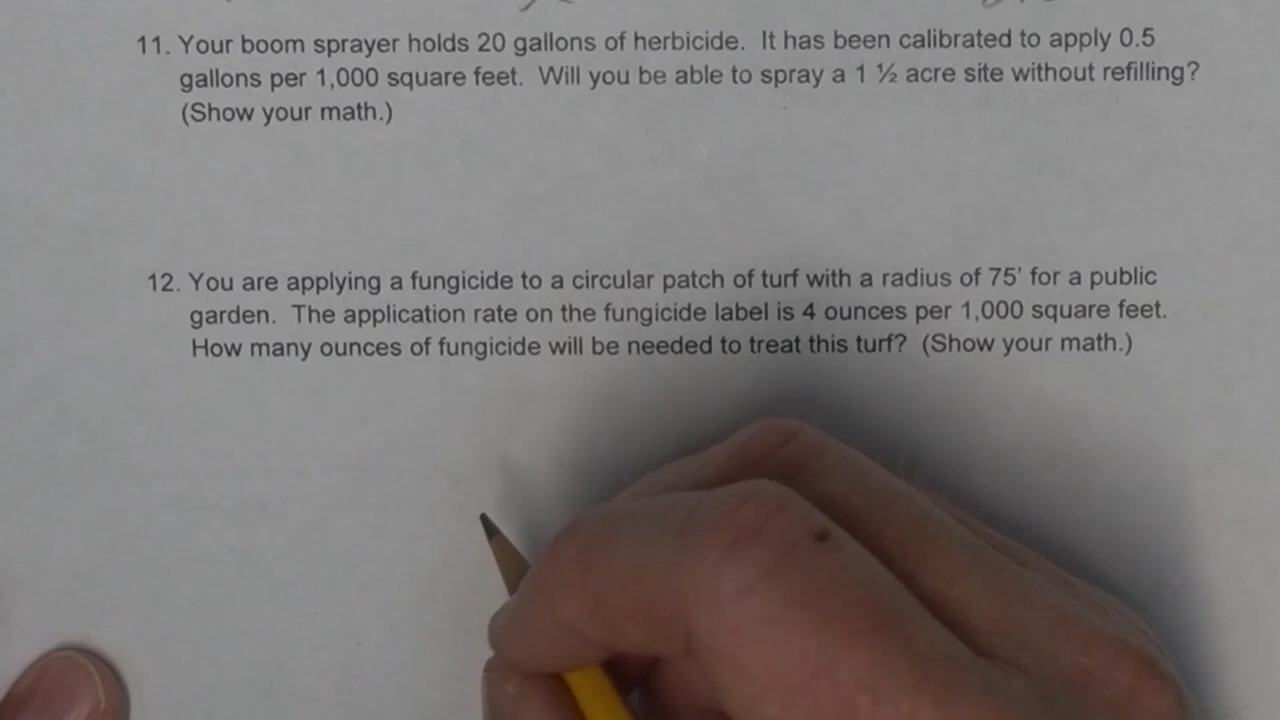 11. Your boom sprayer holds 20 gallons of herbicide. It has been calibrated to apply 0.5
gallons per 1,000 square feet. Will you be able to spray a 1 ½ acre site without refilling?
(Show your math.)
12. You are applying a fungicide to a circular patch of turf with a radius of 75' for a public
garden. The application rate on the fungicide label is 4 ounces per 1,000 square feet.
How many ounces of fungicide will be needed to treat this turf? (Show your math.)